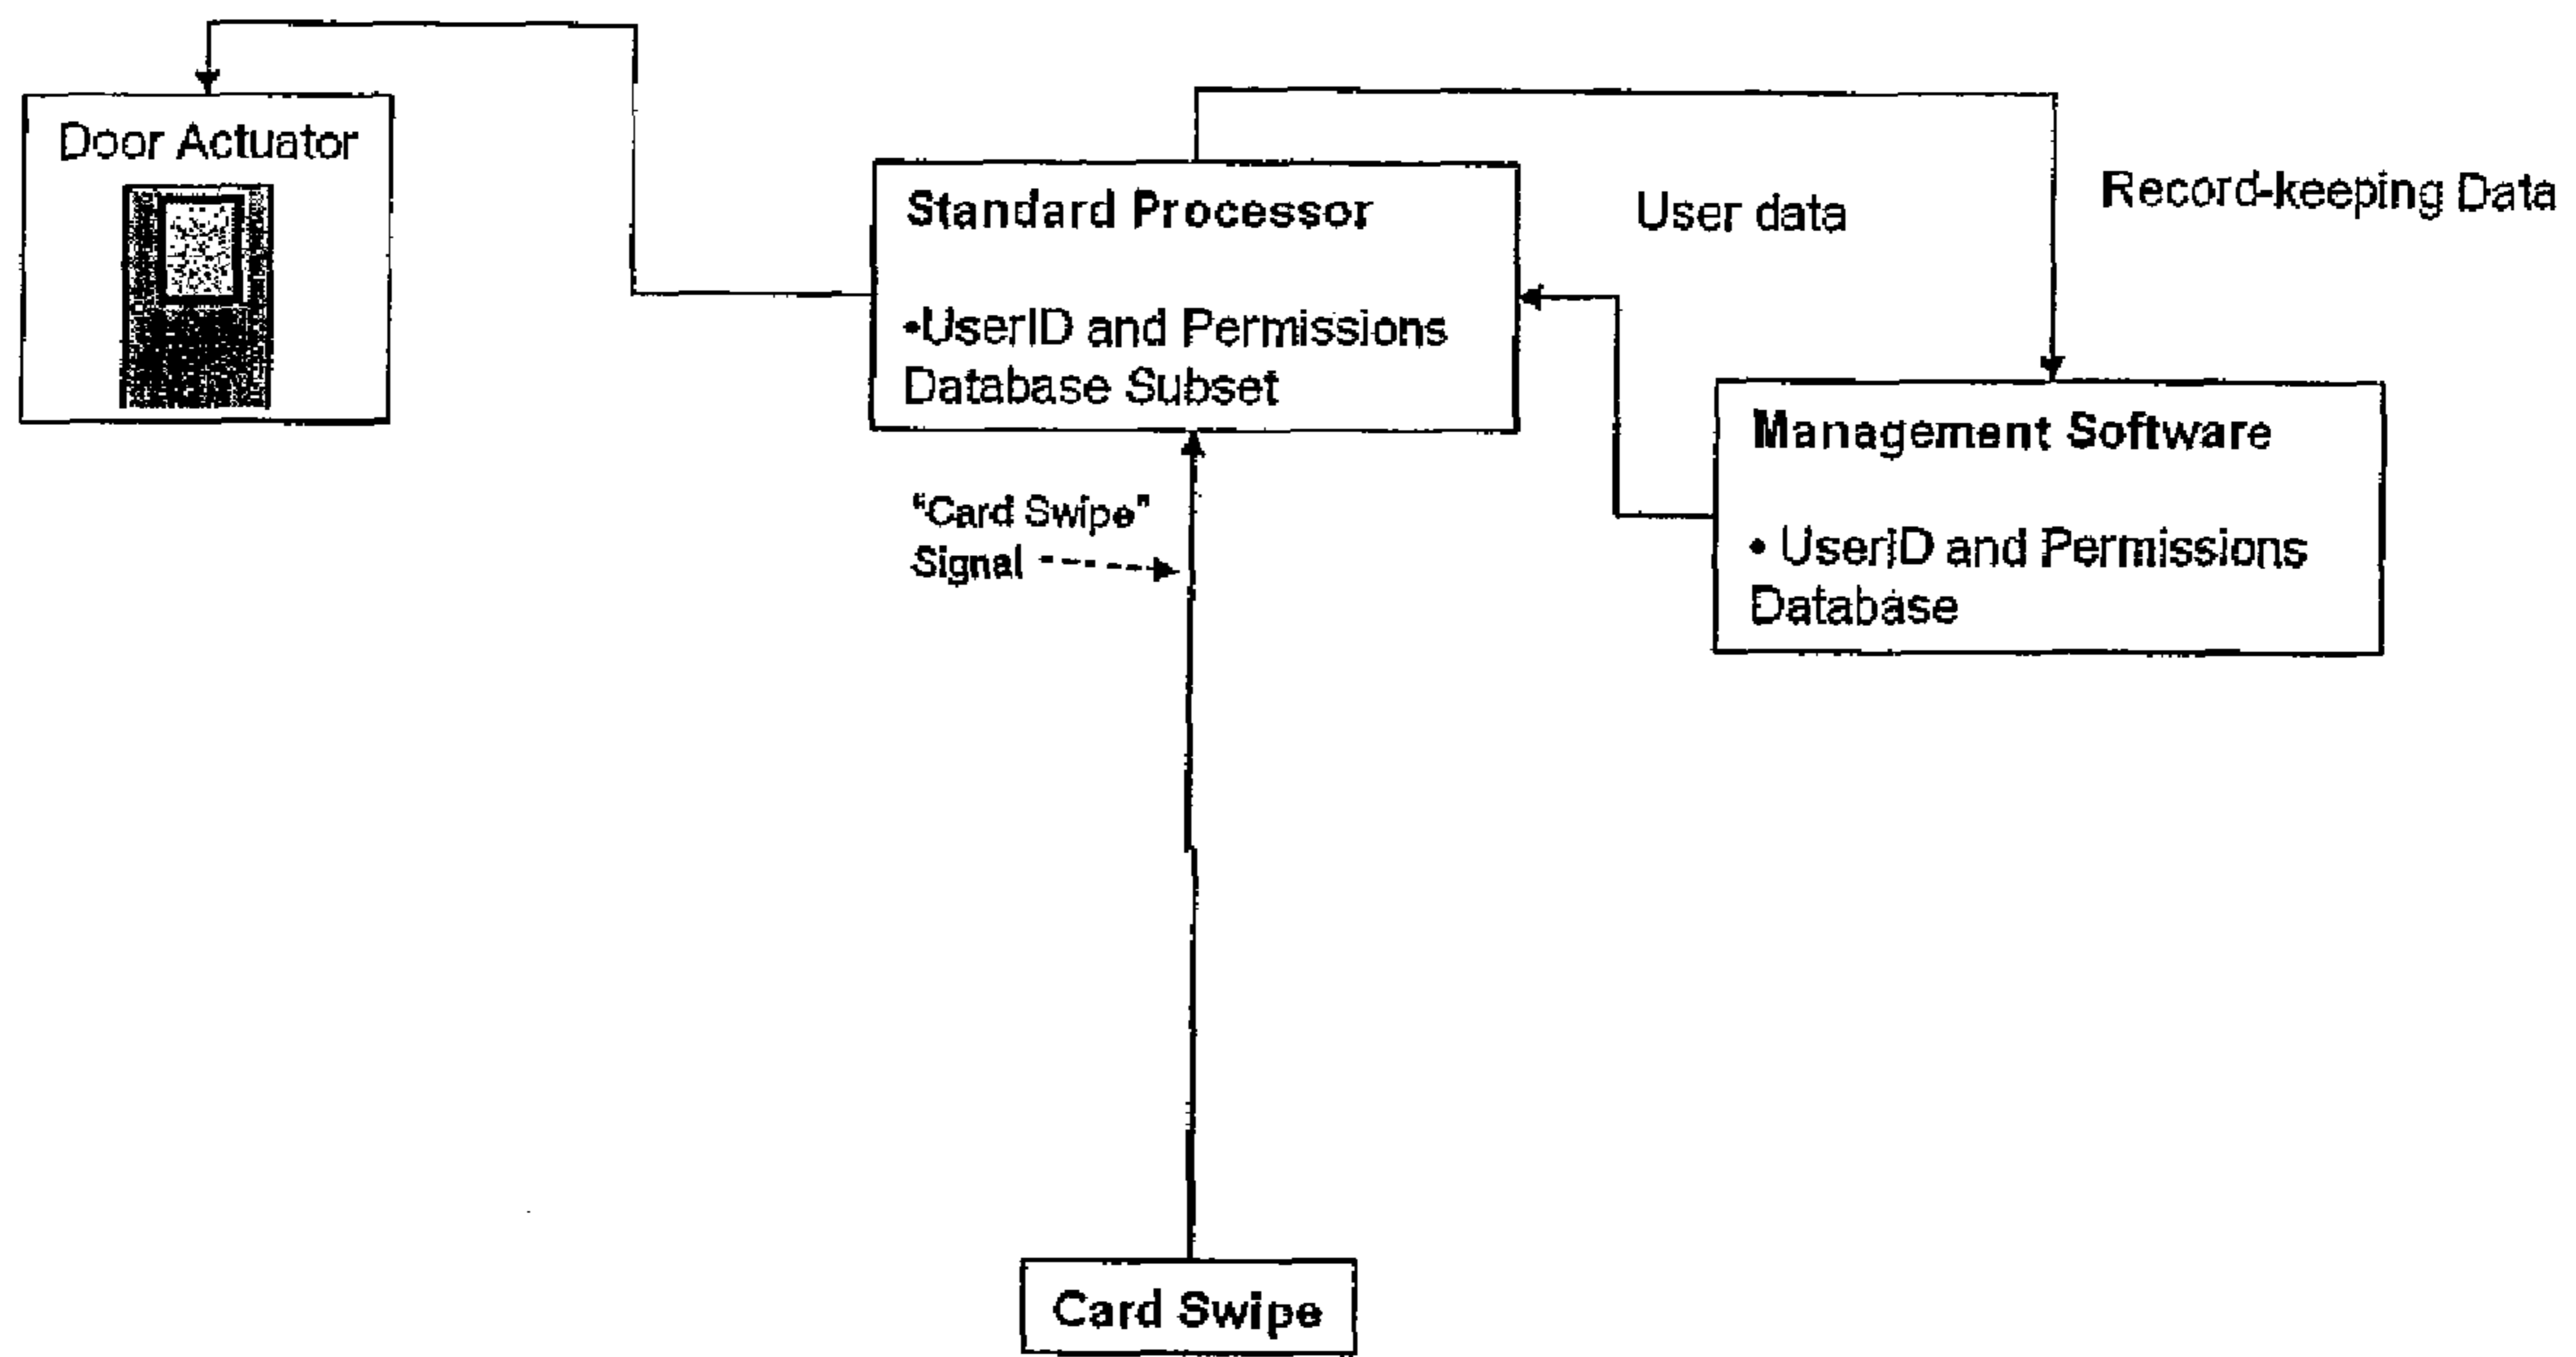 Door Actuator
Standard Processor
•UserID and Permissions
Database Subset
User data
Record-keeping Data
Management Software
• UserID and Permissions
Database
"Card Swipe"
Signal
Card Swipe